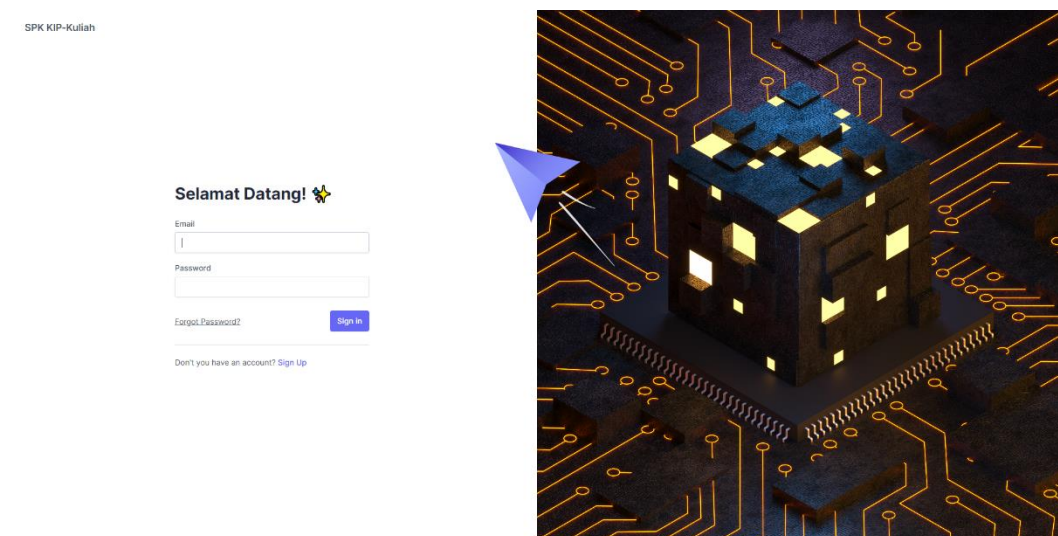 SPK KIP-Kuliah
Selamat Datang! ✨
Email
Password
Forgot Password?
Sign In
Don't you have an account? Sign Up